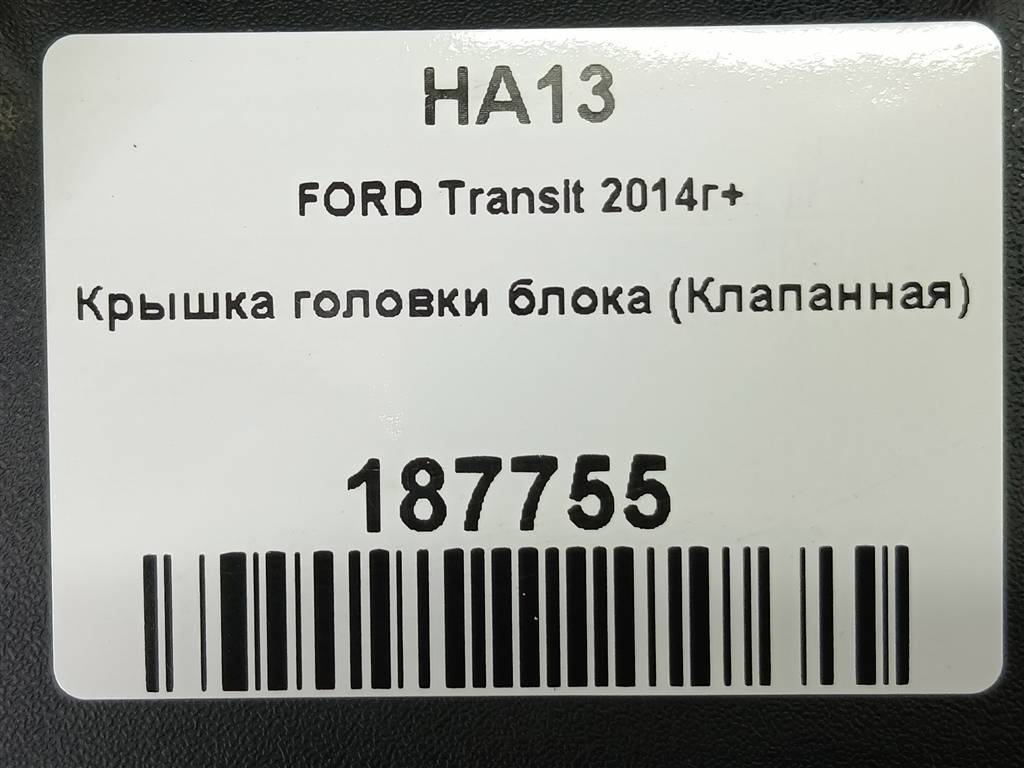 HA13
FORD Transit 2014г+
Крышка головки блока (Клапанная)
187755